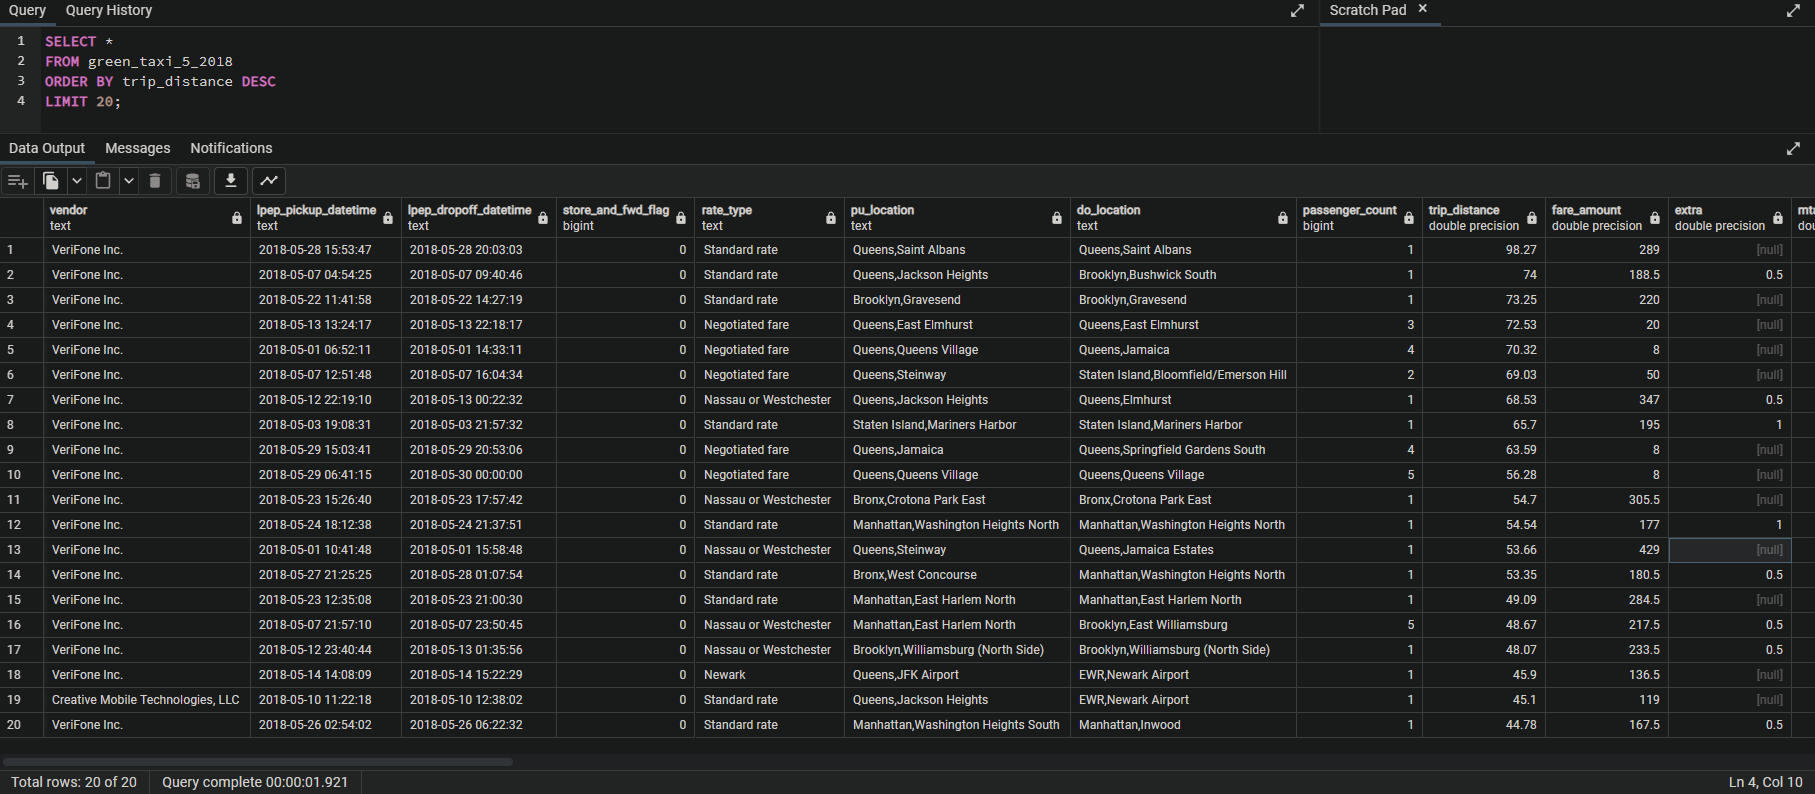 Query Query History Scratch Pad ×
1 SELECT *
2 FROM green_taxi_5_2018
3 ORDER BY trip_distance DESC
4 LIMIT 20;
Data Output Messages Notifications
vendor lpep_pickup_datetime lpep_dropoff_datetime store_and_fwd_flag rate_type pu_location do_location passenger_count trip_distance fare_amount extra
text text text bigint text text text bigint double precision double precision double precision
1 VeriFone Inc. 2018-05-28 15:53:47 2018-05-28 20:03:03 0 Standard rate Queens,Saint Albans Queens,Saint Albans 1 98.27 289 [null]
2 VeriFone Inc. 2018-05-07 04:54:25 2018-05-07 09:40:46 0 Standard rate Queens,Jackson Heights Brooklyn,Bushwick South 1 74 188.5 0.5
3 VeriFone Inc. 2018-05-22 11:41:58 2018-05-22 14:27:19 0 Standard rate Brooklyn,Gravesend Brooklyn,Gravesend 1 73.25 220 [null]
4 VeriFone Inc. 2018-05-13 13:24:17 2018-05-13 22:18:17 0 Negotiated fare Queens,East Elmhurst Queens,East Elmhurst 3 72.53 20 [null]
5 VeriFone Inc. 2018-05-01 06:52:11 2018-05-01 14:33:11 0 Negotiated fare Queens,Queens Village Queens,Jamaica 4 70.32 8 [null]
6 VeriFone Inc. 2018-05-07 12:51:48 2018-05-07 16:04:34 0 Negotiated fare Queens,Steinway Staten Island,Bloomfield/Emerson Hill 2 69.03 50 [null]
7 VeriFone Inc. 2018-05-12 22:19:10 2018-05-13 00:22:32 0 Nassau or Westchester Queens,Jackson Heights Queens,Elmhurst 1 68.53 347 0.5
8 VeriFone Inc. 2018-05-03 19:08:31 2018-05-03 21:57:32 0 Standard rate Staten Island,Mariners Harbor Staten Island,Mariners Harbor 1 65.7 195 1
9 VeriFone Inc. 2018-05-29 15:03:41 2018-05-29 20:53:06 0 Negotiated fare Queens,Jamaica Queens,Springfield Gardens South 4 63.59 8 [null]
10 VeriFone Inc. 2018-05-29 06:41:15 2018-05-30 00:00:00 0 Negotiated fare Queens,Queens Village Queens,Queens Village 5 56.28 8 [null]
11 VeriFone Inc. 2018-05-23 15:26:40 2018-05-23 17:57:42 0 Nassau or Westchester Bronx,Crotona Park East Bronx,Crotona Park East 1 54.7 305.5 [null]
12 VeriFone Inc. 2018-05-24 18:12:38 2018-05-24 21:37:51 0 Standard rate Manhattan,Washington Heights North Manhattan,Washington Heights North 1 54.54 177 1
13 VeriFone Inc. 2018-05-01 10:41:48 2018-05-01 15:58:48 0 Nassau or Westchester Queens,Steinway Queens,Jamaica Estates 1 53.66 429 [null]
14 VeriFone Inc. 2018-05-27 21:25:25 2018-05-28 01:07:54 0 Standard rate Bronx,West Concourse Manhattan,Washington Heights North 1 53.35 180.5 0.5
15 VeriFone Inc. 2018-05-23 12:35:08 2018-05-23 21:00:30 0 Standard rate Manhattan,East Harlem North Manhattan,East Harlem North 1 49.09 284.5 [null]
16 VeriFone Inc. 2018-05-07 21:57:10 2018-05-07 23:50:45 0 Nassau or Westchester Manhattan,East Harlem North Brooklyn,East Williamsburg 5 48.67 217.5 0.5
17 VeriFone Inc. 2018-05-12 23:40:44 2018-05-13 01:35:56 0 Nassau or Westchester Brooklyn,Williamsburg (North Side) Brooklyn,Williamsburg (North Side) 1 48.07 233.5 0.5
18 VeriFone Inc. 2018-05-14 14:08:09 2018-05-14 15:22:29 0 Newark Queens,JFK Airport EWR,Newark Airport 1 45.9 136.5 [null]
19 Creative Mobile Technologies, LLC 2018-05-10 11:22:18 2018-05-10 12:38:02 0 Standard rate Queens,Jackson Heights EWR,Newark Airport 1 45.1 119 [null]
20 VeriFone Inc. 2018-05-26 02:54:02 2018-05-26 06:22:32 0 Standard rate Manhattan,Washington Heights South Manhattan,Inwood 1 44.78 167.5 0.5
Total rows: 20 of 20 Query complete 00:00:01.921 Ln 4, Col 10